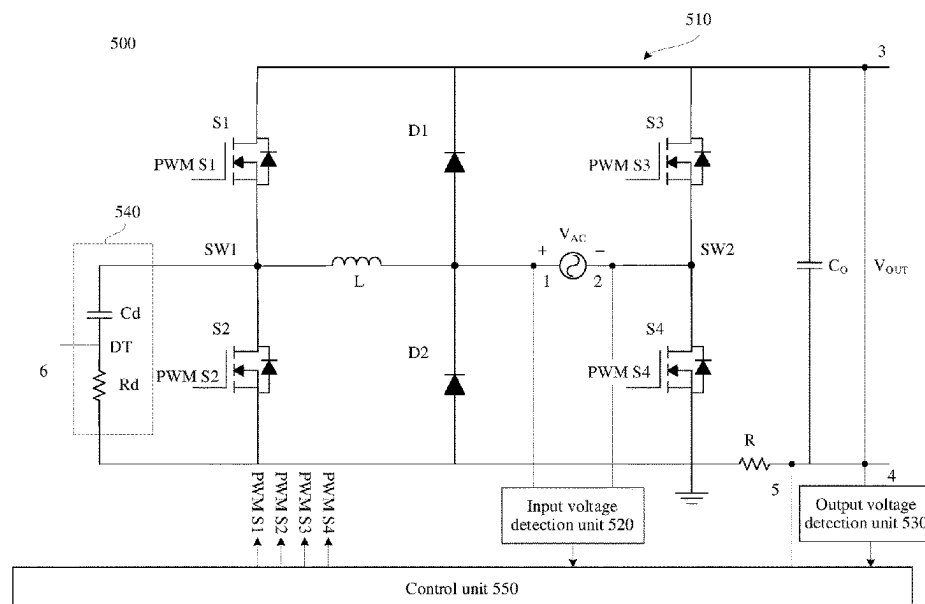 500
510
3
S1
D1
S3
PWM S1
PWM S3
540
SW1
V_AC
SW2
+
−
L
1
2
C_O
V_OUT
Cd
S2
S4
DT
D2
6
Rd
PWM S2
PWM S4
R
5
4
PWM S1
PWM S2
PWM S3
PWM S4
Input voltage
detection unit 520
Output voltage
detection unit 530
Control unit 550